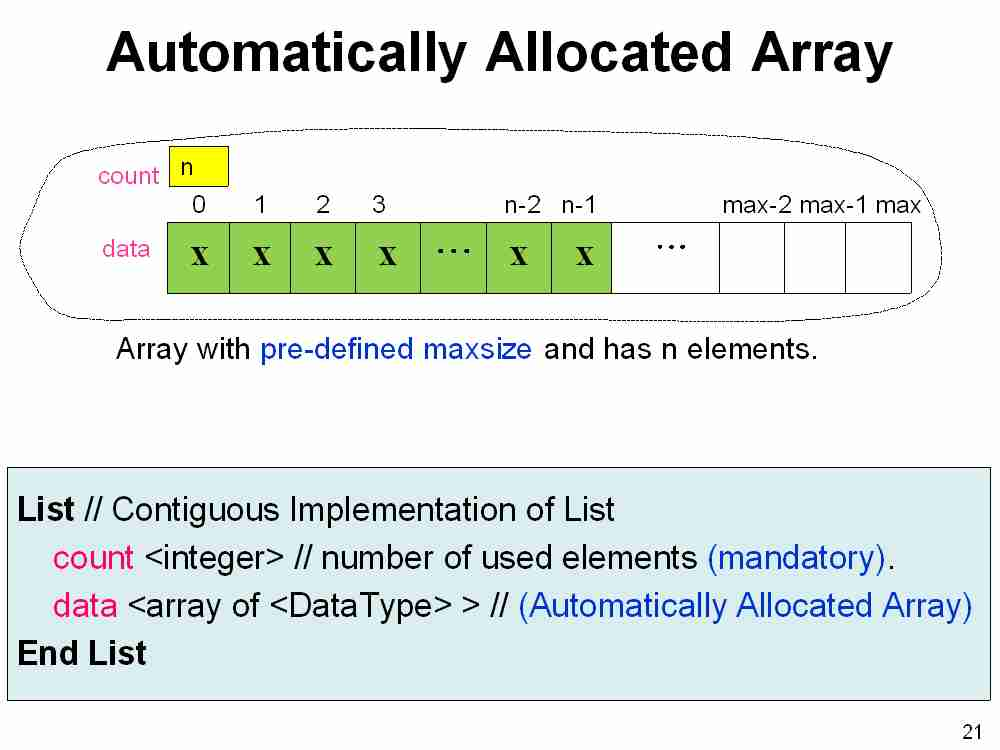 Automatically Allocated Array
count n
0 1 2 3 n-2 n-1 max-2 max-1 max
data x x x x ... x x ...
Array with pre-defined maxsize and has n elements.
List // Contiguous Implementation of List
count <integer> // number of used elements (mandatory).
data <array of <DataType> > // (Automatically Allocated Array)
End List
21